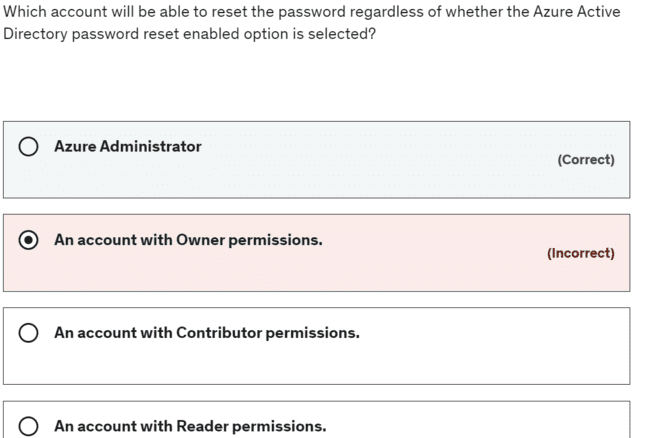 Which account will be able to reset the password regardless of whether the Azure Active
Directory password reset enabled option is selected?
Azure Administrator
(Correct)
An account with Owner permissions.
(Incorrect)
An account with Contributor permissions.
An account with Reader permissions.